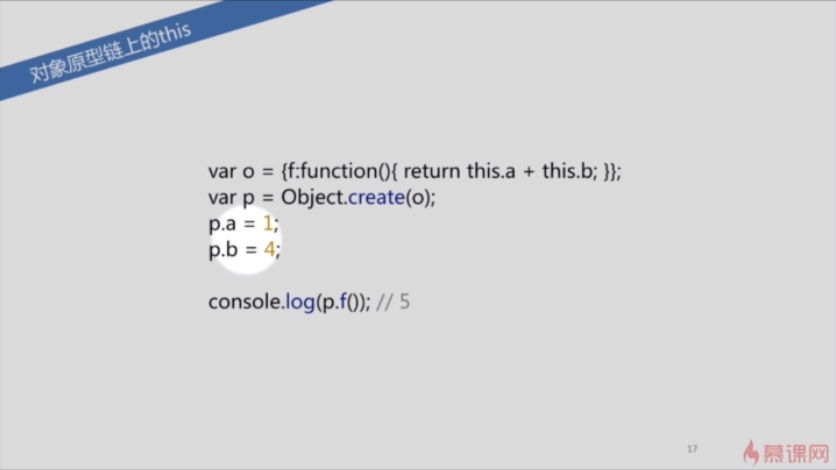 对象原型链上的this
var o = {f:function(){ return this.a + this.b; }};
var p = Object.create(o);
p.a = 1;
p.b = 4;
console.log(p.f()); // 5
17
慕课网